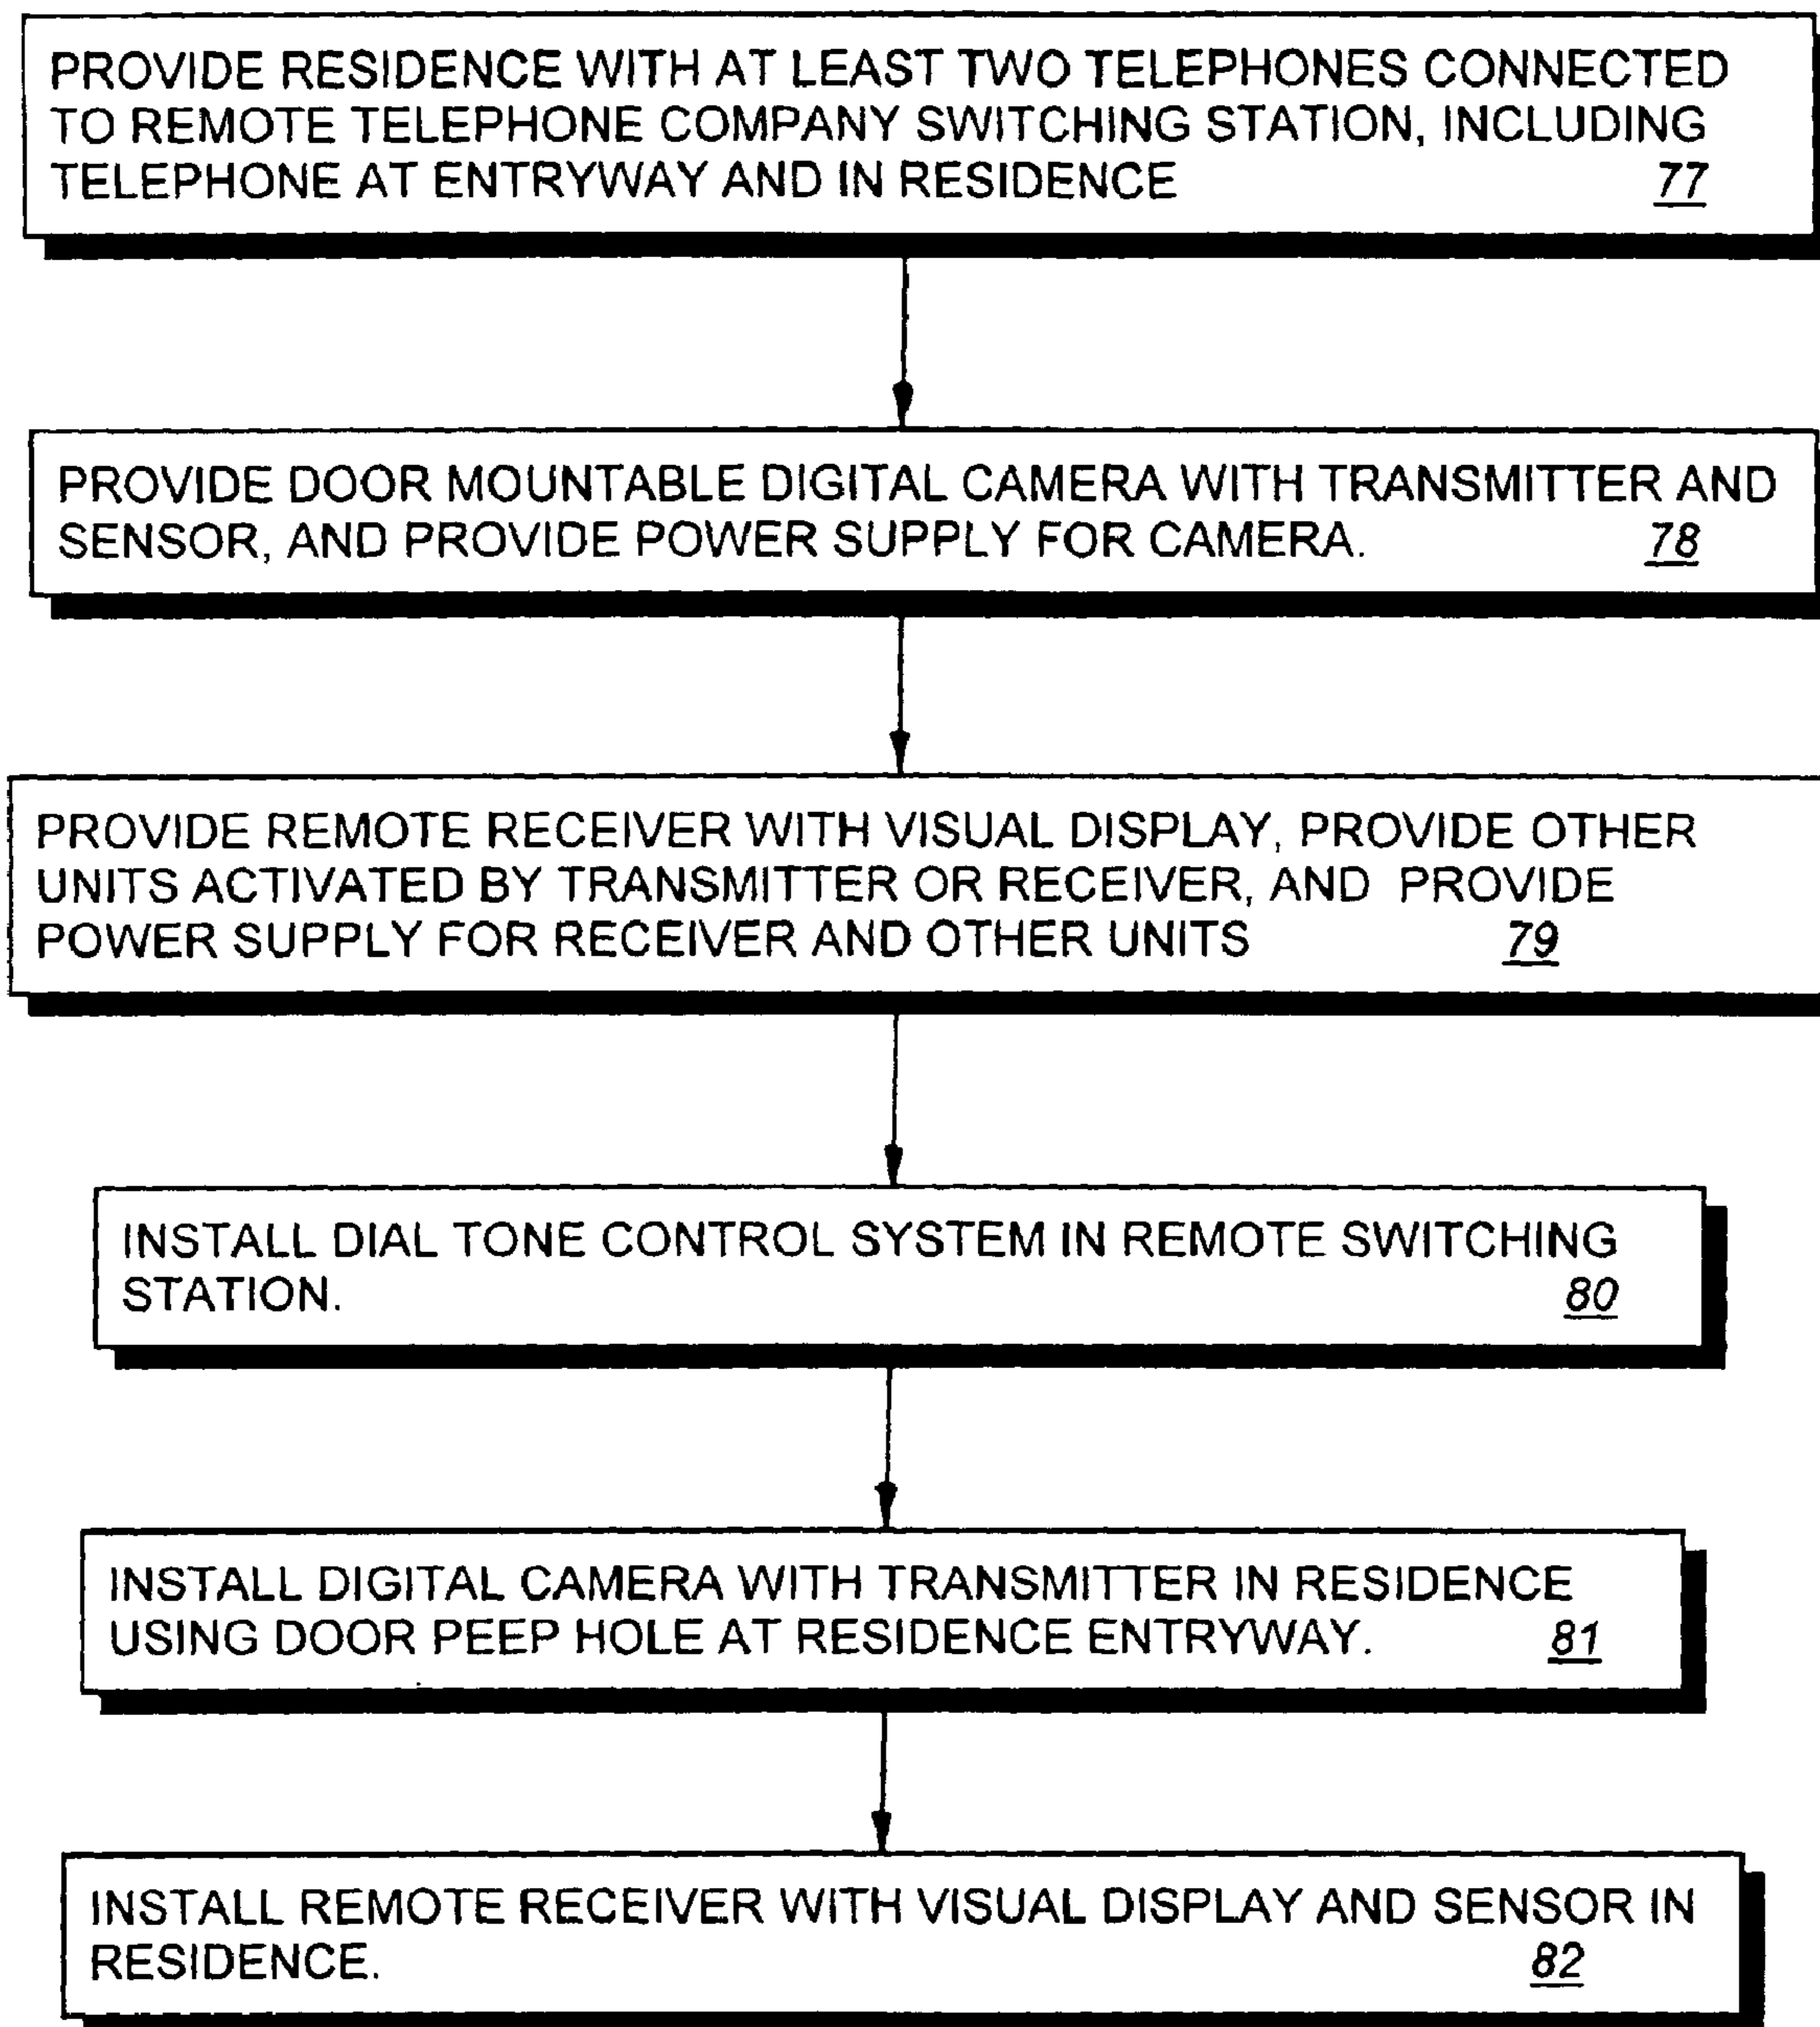 PROVIDE RESIDENCE WITH AT LEAST TWO TELEPHONES CONNECTED
TO REMOTE TELEPHONE COMPANY SWITCHING STATION, INCLUDING
TELEPHONE AT ENTRYWAY AND IN RESIDENCE 77
PROVIDE DOOR MOUNTABLE DIGITAL CAMERA WITH TRANSMITTER AND
SENSOR, AND PROVIDE POWER SUPPLY FOR CAMERA. 78
PROVIDE REMOTE RECEIVER WITH VISUAL DISPLAY, PROVIDE OTHER
UNITS ACTIVATED BY TRANSMITTER OR RECEIVER, AND PROVIDE
POWER SUPPLY FOR RECEIVER AND OTHER UNITS 79
INSTALL DIAL TONE CONTROL SYSTEM IN REMOTE SWITCHING
STATION. 80
INSTALL DIGITAL CAMERA WITH TRANSMITTER IN RESIDENCE
USING DOOR PEEP HOLE AT RESIDENCE ENTRYWAY. 81
INSTALL REMOTE RECEIVER WITH VISUAL DISPLAY AND SENSOR IN
RESIDENCE. 82